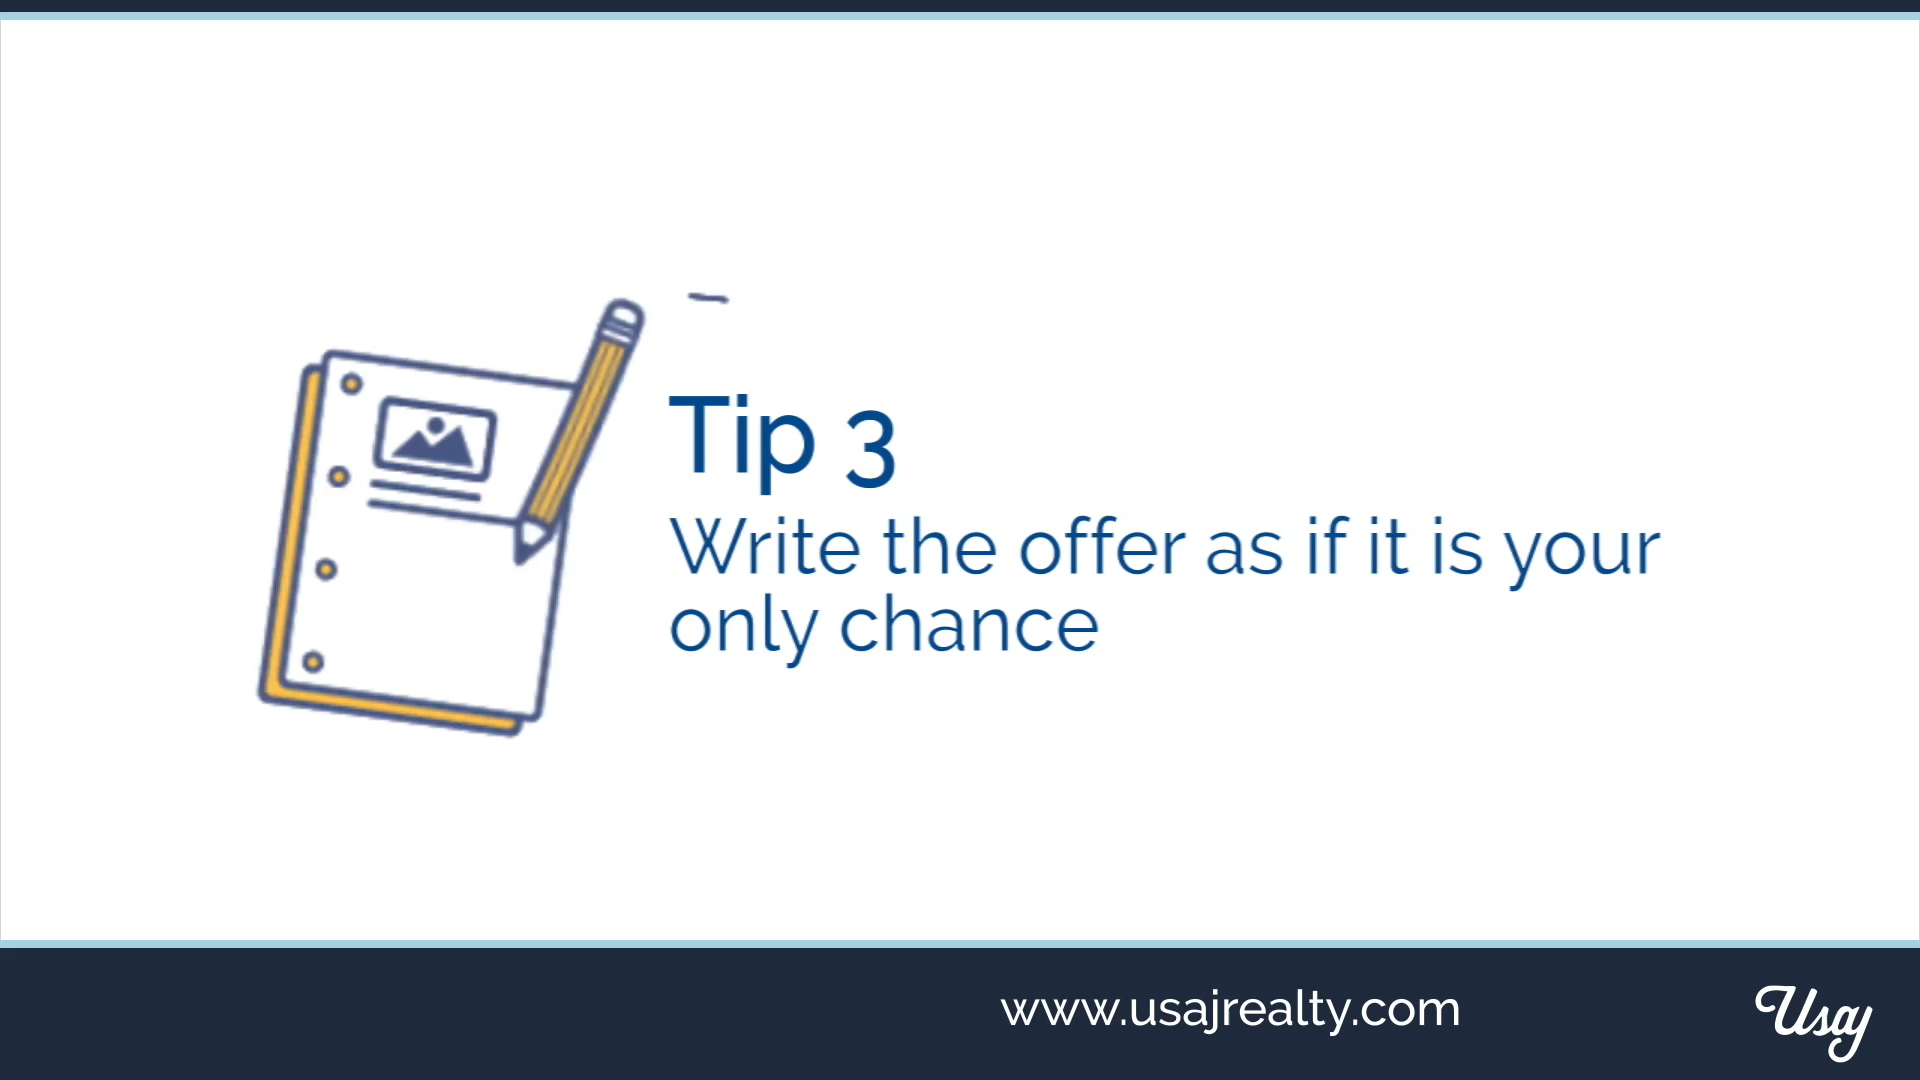 Tip 3
Write the offer as if it is your
only chance
www.usajrealty.com
Usaj